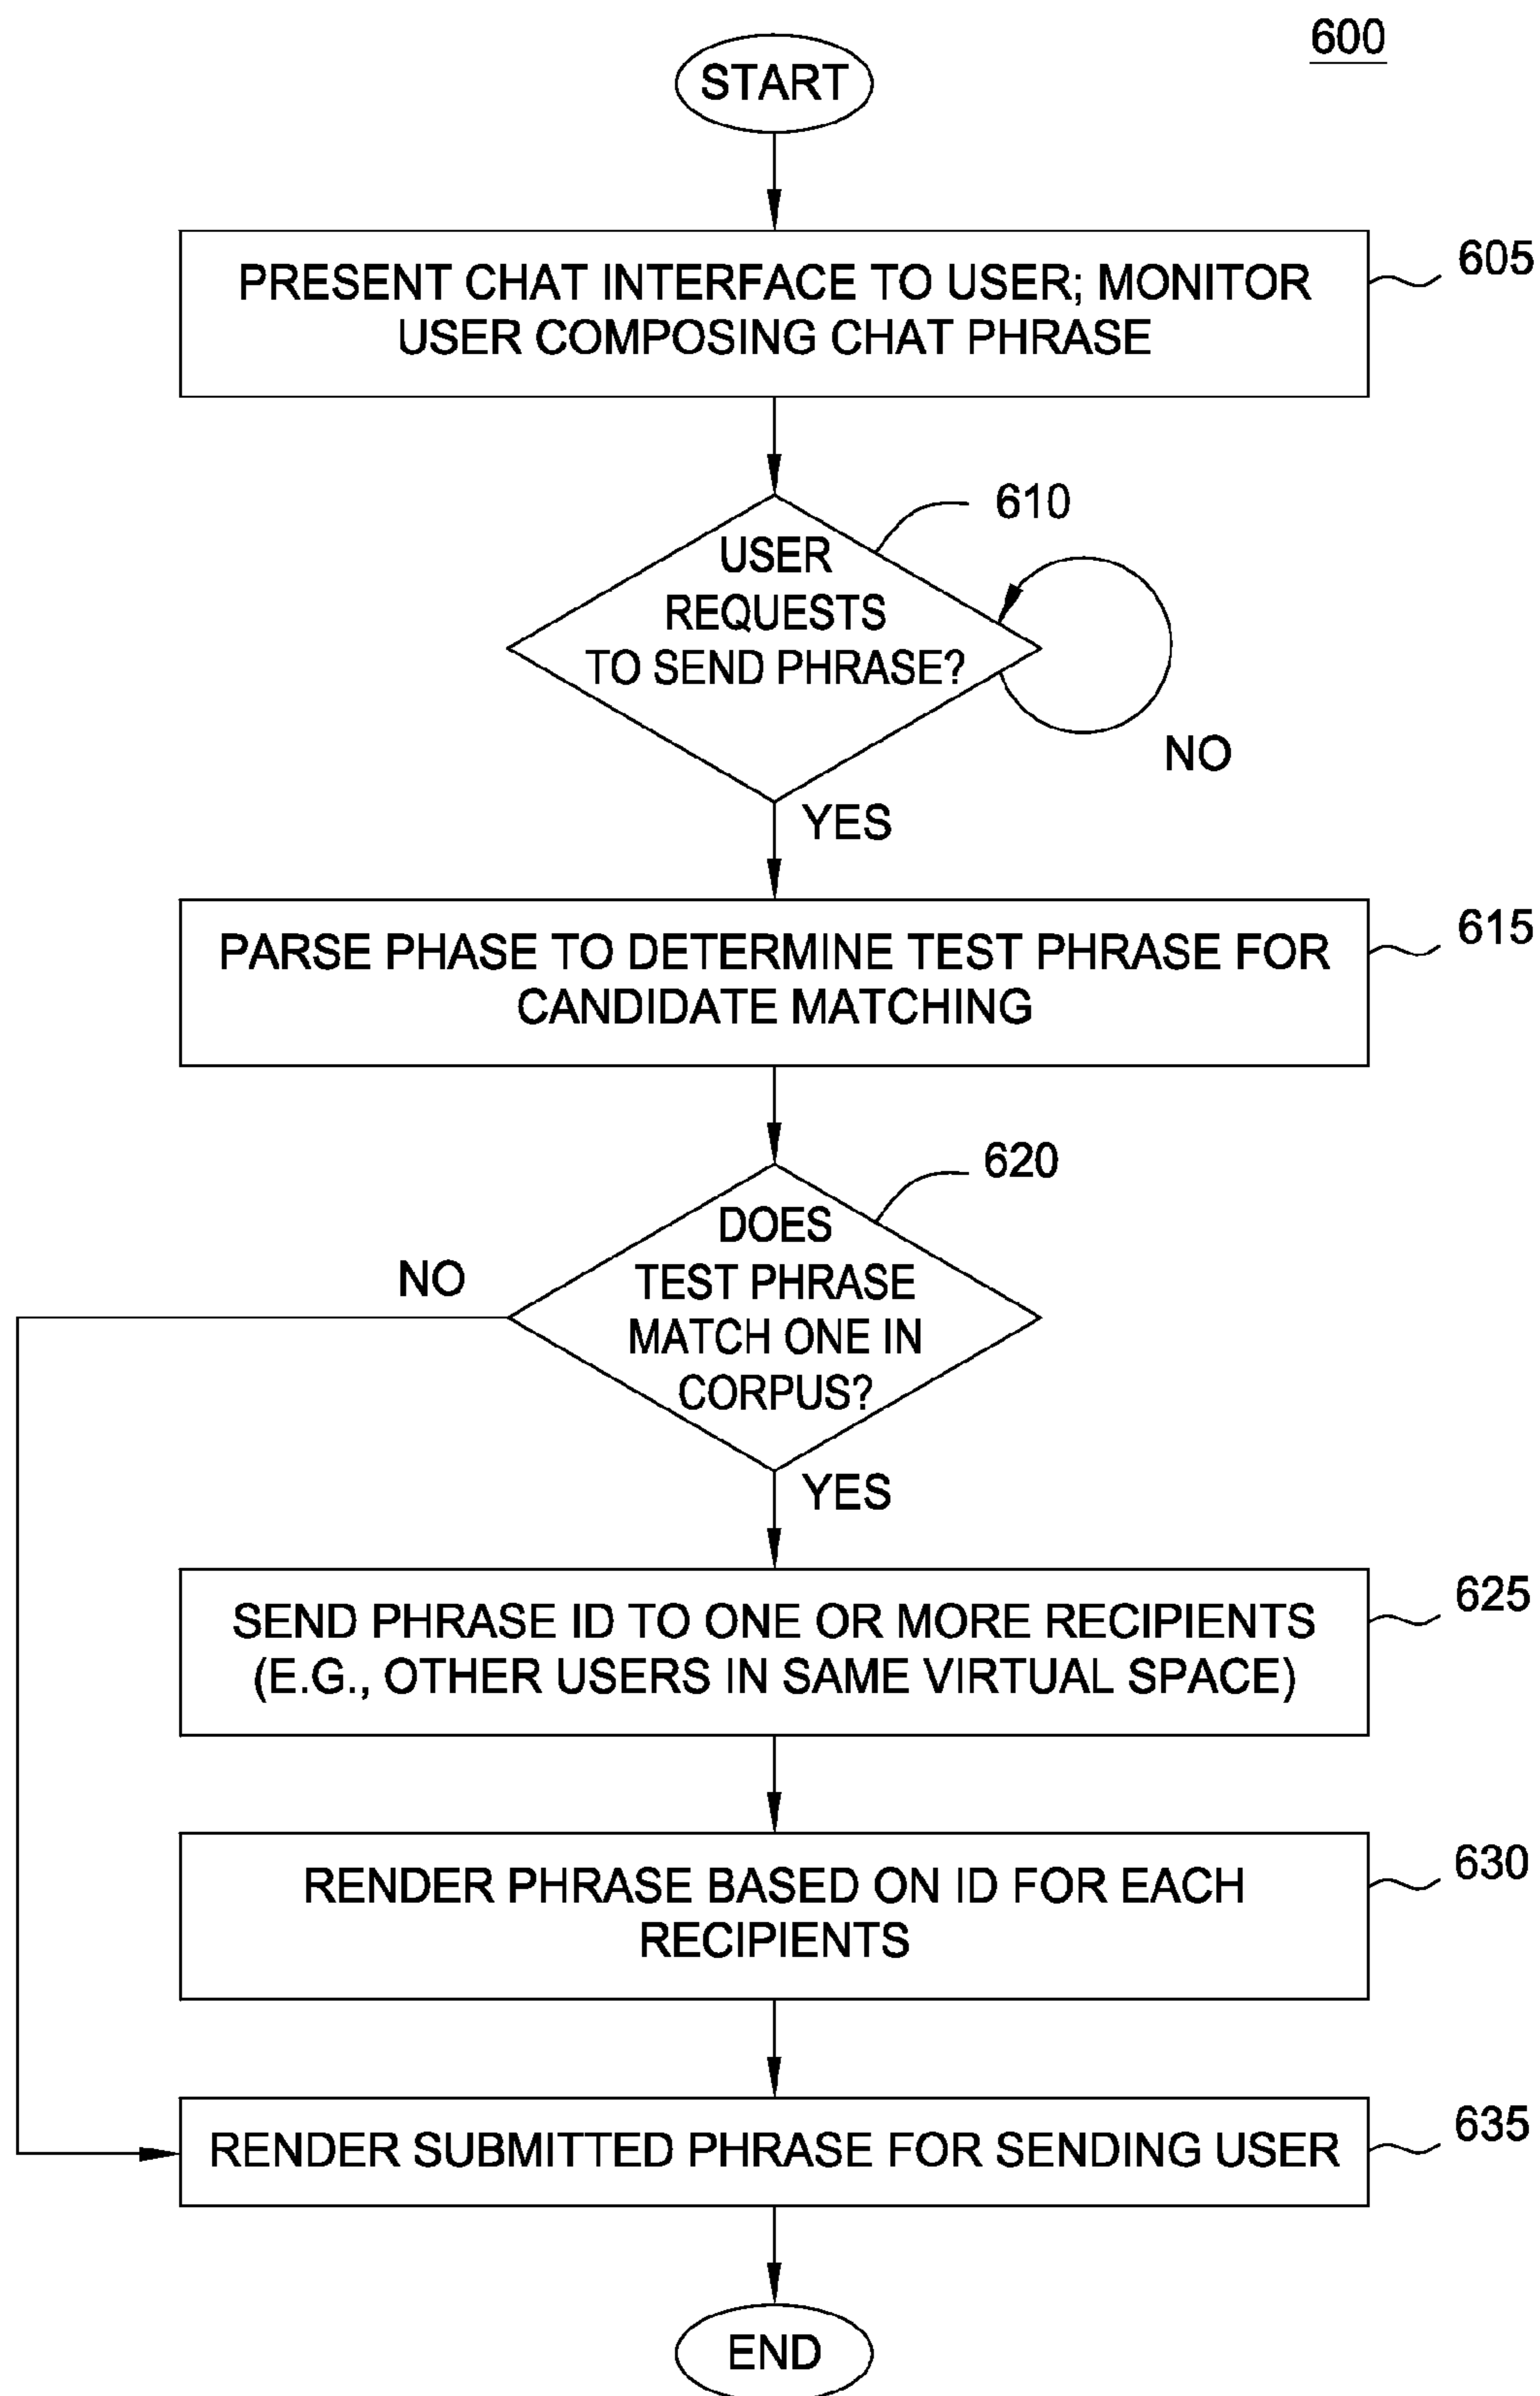 600
START
PRESENT CHAT INTERFACE TO USER; MONITOR
USER COMPOSING CHAT PHRASE
605
610
USER
REQUESTS
TO SEND PHRASE?
NO
YES
PARSE PHASE TO DETERMINE TEST PHRASE FOR
CANDIDATE MATCHING
615
620
DOES
TEST PHRASE
MATCH ONE IN
CORPUS?
NO
YES
SEND PHRASE ID TO ONE OR MORE RECIPIENTS
(E.G., OTHER USERS IN SAME VIRTUAL SPACE)
625
RENDER PHRASE BASED ON ID FOR EACH
RECIPIENTS
630
RENDER SUBMITTED PHRASE FOR SENDING USER
635
END